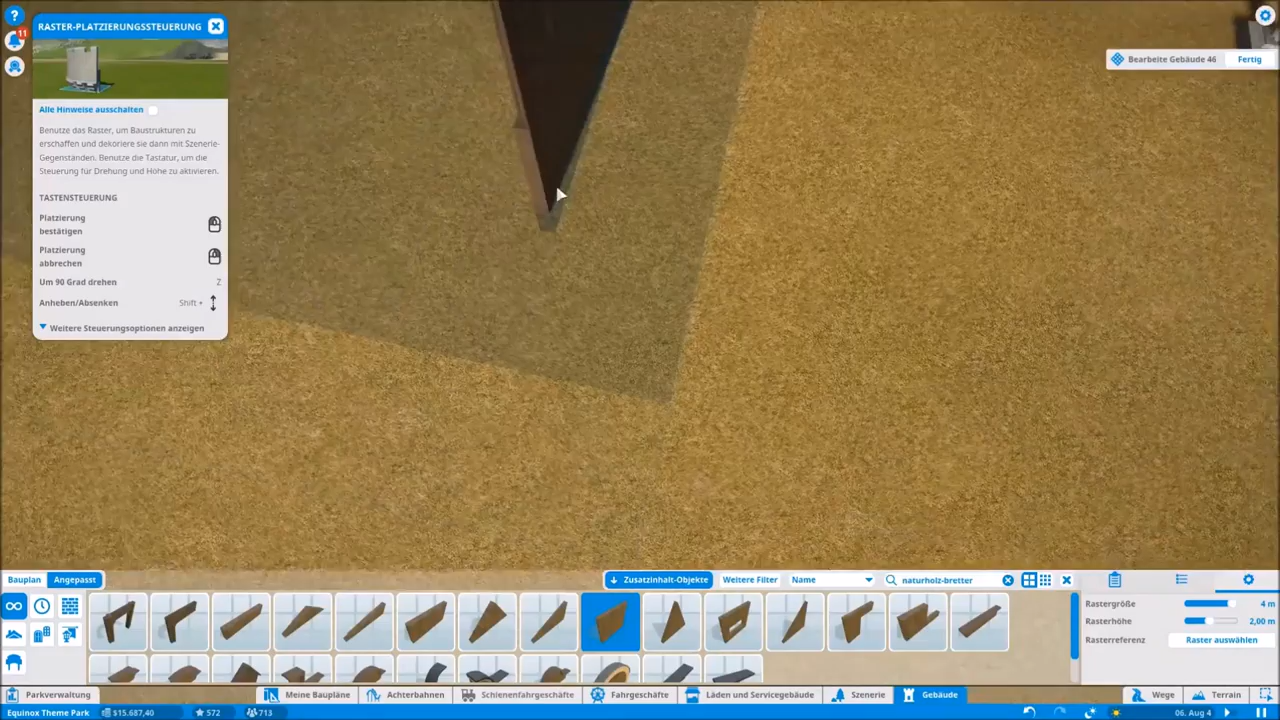 ?
RASTER-PLATZIERUNGSSTEUERUNG
11
Bearbeite Gebäude 46
Fertig
Alle Hinweise ausschalten
Benutze das Raster, um Baustrukturen zu
erschaffen und dekoriere sie dann mit Szenerie-
Gegenständen. Benutze die Tastatur, um die
Steuerung für Drehung und Höhe zu aktivieren.
TASTENSTEUERUNG
Platzierung
bestätigen
Platzierung
abbrechen
Um 90 Grad drehen Z
Anheben/Absenken Shift +
Weitere Steuerungsoptionen anzeigen
Bauplan Angepasst Zusatzinhalt-Objekte Weitere Filter Name naturholz-bretter
Rastergröße 4 m
Rasterhöhe 2,00 m
Rasterreferenz Raster auswählen
Parkverwaltung Meine Baupläne Achterbahnen Schienenfahrgeschäfte Fahrgeschäfte Läden und Servicegebäude Szenerie Gebäude Wege Terrain
Equinox Theme Park $15.687,40 572 713 06. Aug 4